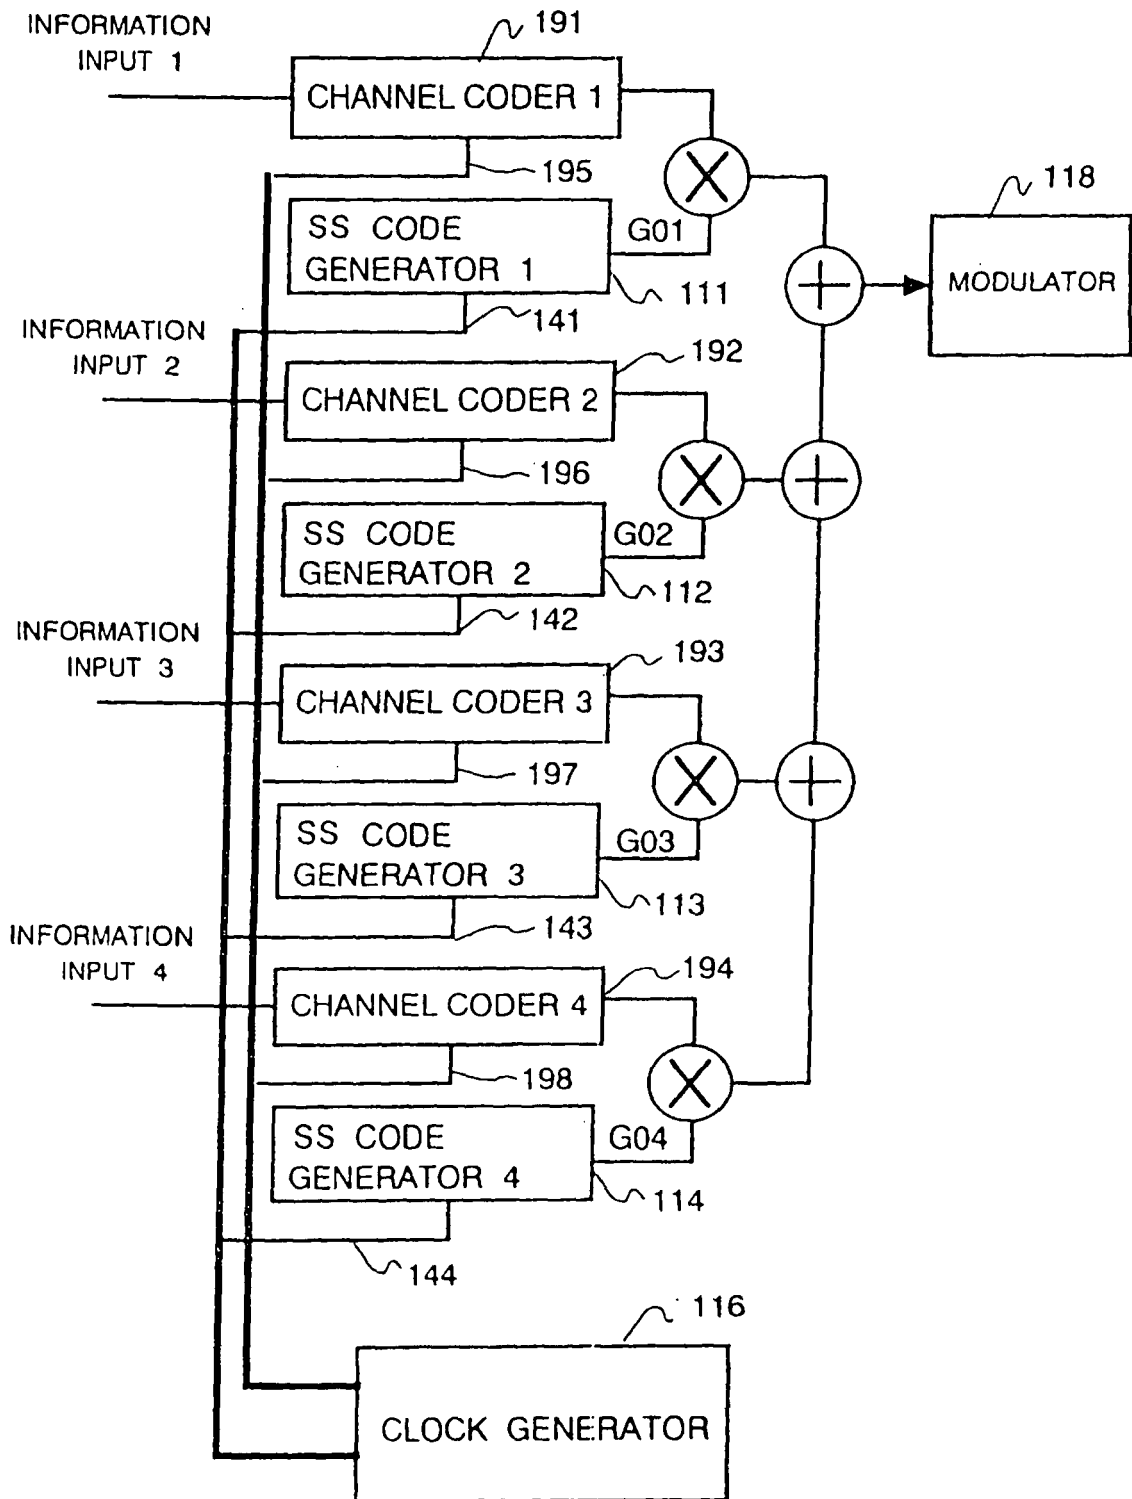 INFORMATION
INPUT 1
191
CHANNEL CODER 1
195
118
SS CODE
GENERATOR 1
G01
111
MODULATOR
141
INFORMATION
INPUT 2
192
CHANNEL CODER 2
196
SS CODE
GENERATOR 2
G02
112
142
INFORMATION
INPUT 3
193
CHANNEL CODER 3
197
SS CODE
GENERATOR 3
G03
113
143
INFORMATION
INPUT 4
194
CHANNEL CODER 4
198
SS CODE
GENERATOR 4
G04
114
144
116
CLOCK GENERATOR